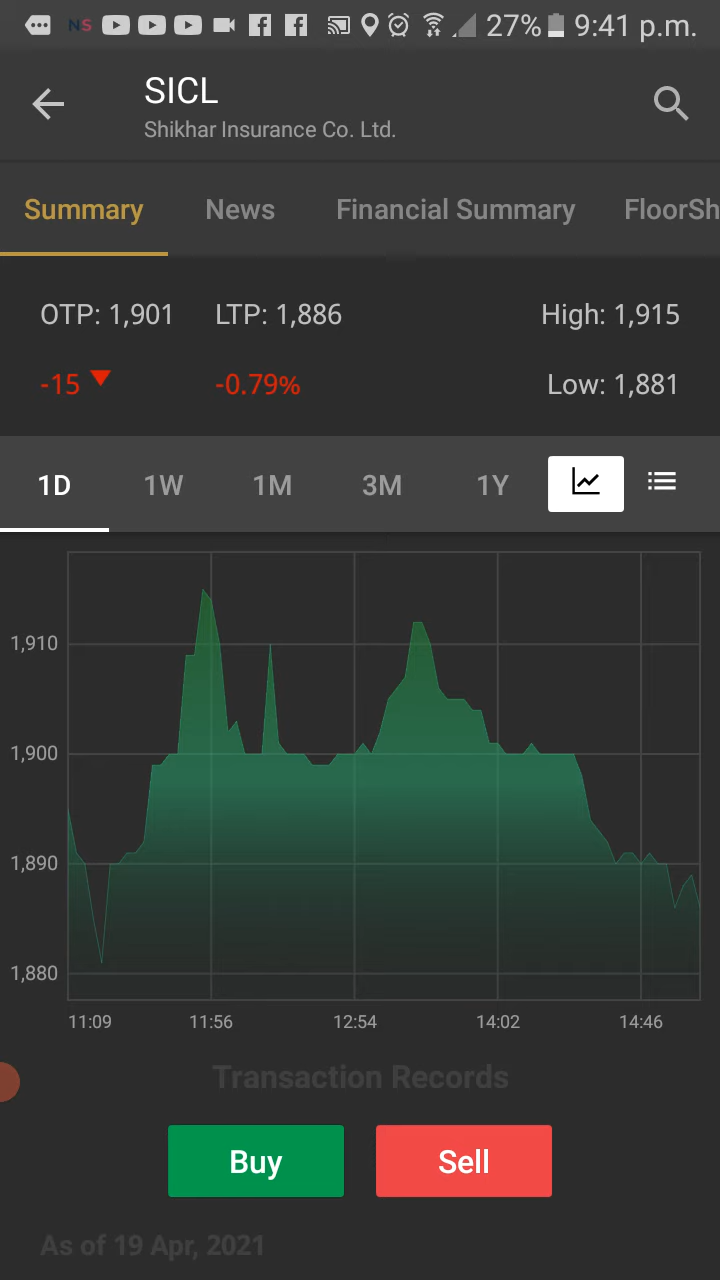 NS 27% 9:41 p.m.
SICL
Shikhar Insurance Co. Ltd.
Summary News Financial Summary FloorSh
OTP: 1,901 LTP: 1,886 High: 1,915
-15 -0.79% Low: 1,881
1D 1W 1M 3M 1Y
1,910
1,900
1,890
1,880
11:09 11:56 12:54 14:02 14:46
Transaction Records
Buy Sell
As of 19 Apr, 2021